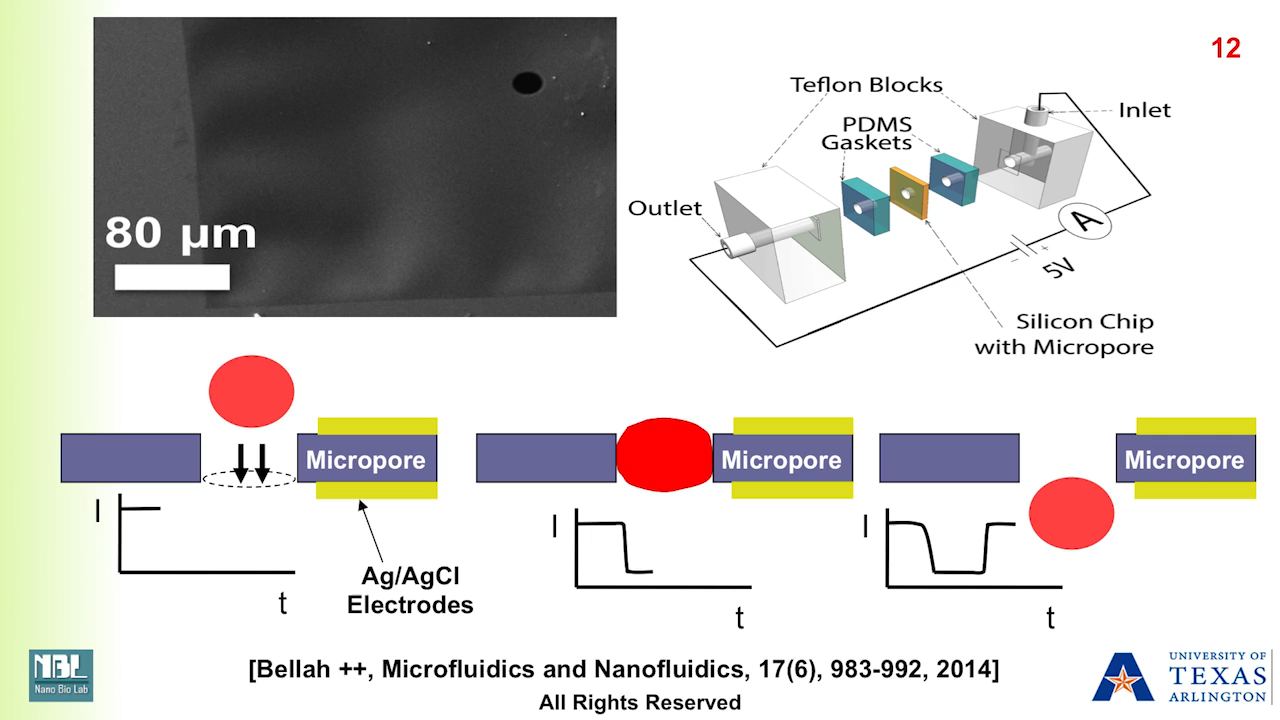 12
80 µm
Teflon Blocks
PDMS
Gaskets
Inlet
Outlet
A
+
−
5V
Silicon Chip
with Micropore
Micropore
Micropore
Micropore
I
t
I
t
I
t
Ag/AgCl
Electrodes
[Bellah ++, Microfluidics and Nanofluidics, 17(6), 983-992, 2014]
All Rights Reserved
NBL
Nano Bio Lab
A
UNIVERSITY OF
TEXAS
ARLINGTON